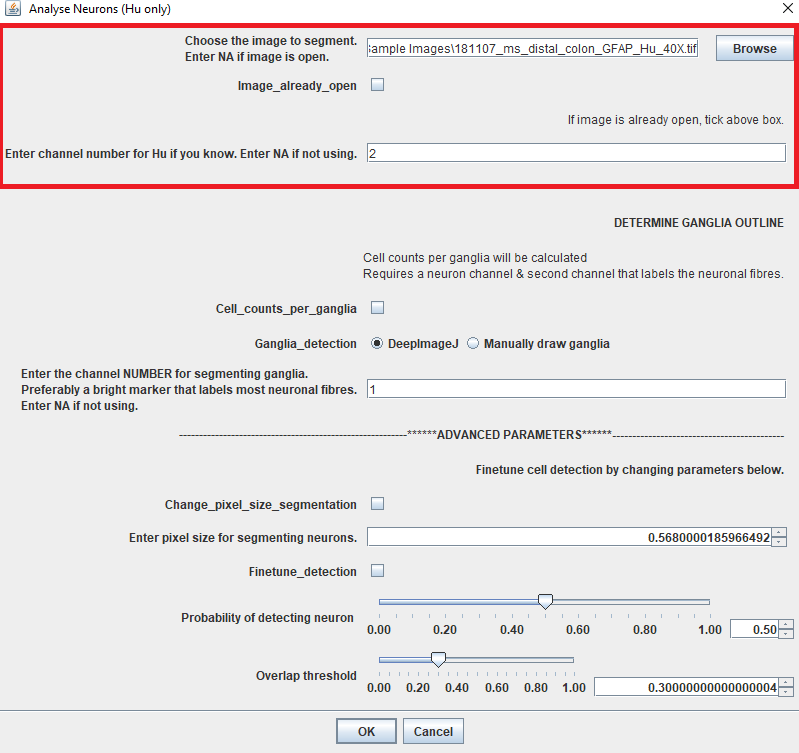 Analyse Neurons (Hu only)
Choose the image to segment.
Enter NA if image is open.
Sample Images\181107_ms_distal_colon_GFAP_Hu_40X.tif
Browse
Image_already_open
If image is already open, tick above box.
Enter channel number for Hu if you know. Enter NA if not using.
2
DETERMINE GANGLIA OUTLINE
Cell counts per ganglia will be calculated
Requires a neuron channel & second channel that labels the neuronal fibres.
Cell_counts_per_ganglia
Ganglia_detection DeepImageJ Manually draw ganglia
Enter the channel NUMBER for segmenting ganglia.
Preferably a bright marker that labels most neuronal fibres.
Enter NA if not using.
1
---------------------------------------------------------******ADVANCED PARAMETERS******-------------------------------------------
Finetune cell detection by changing parameters below.
Change_pixel_size_segmentation
Enter pixel size for segmenting neurons. 0.5680000185966492
Finetune_detection
Probability of detecting neuron
0.00 0.20 0.40 0.60 0.80 1.00 0.50
Overlap threshold
0.00 0.20 0.40 0.60 0.80 1.00 0.30000000000000004
OK Cancel